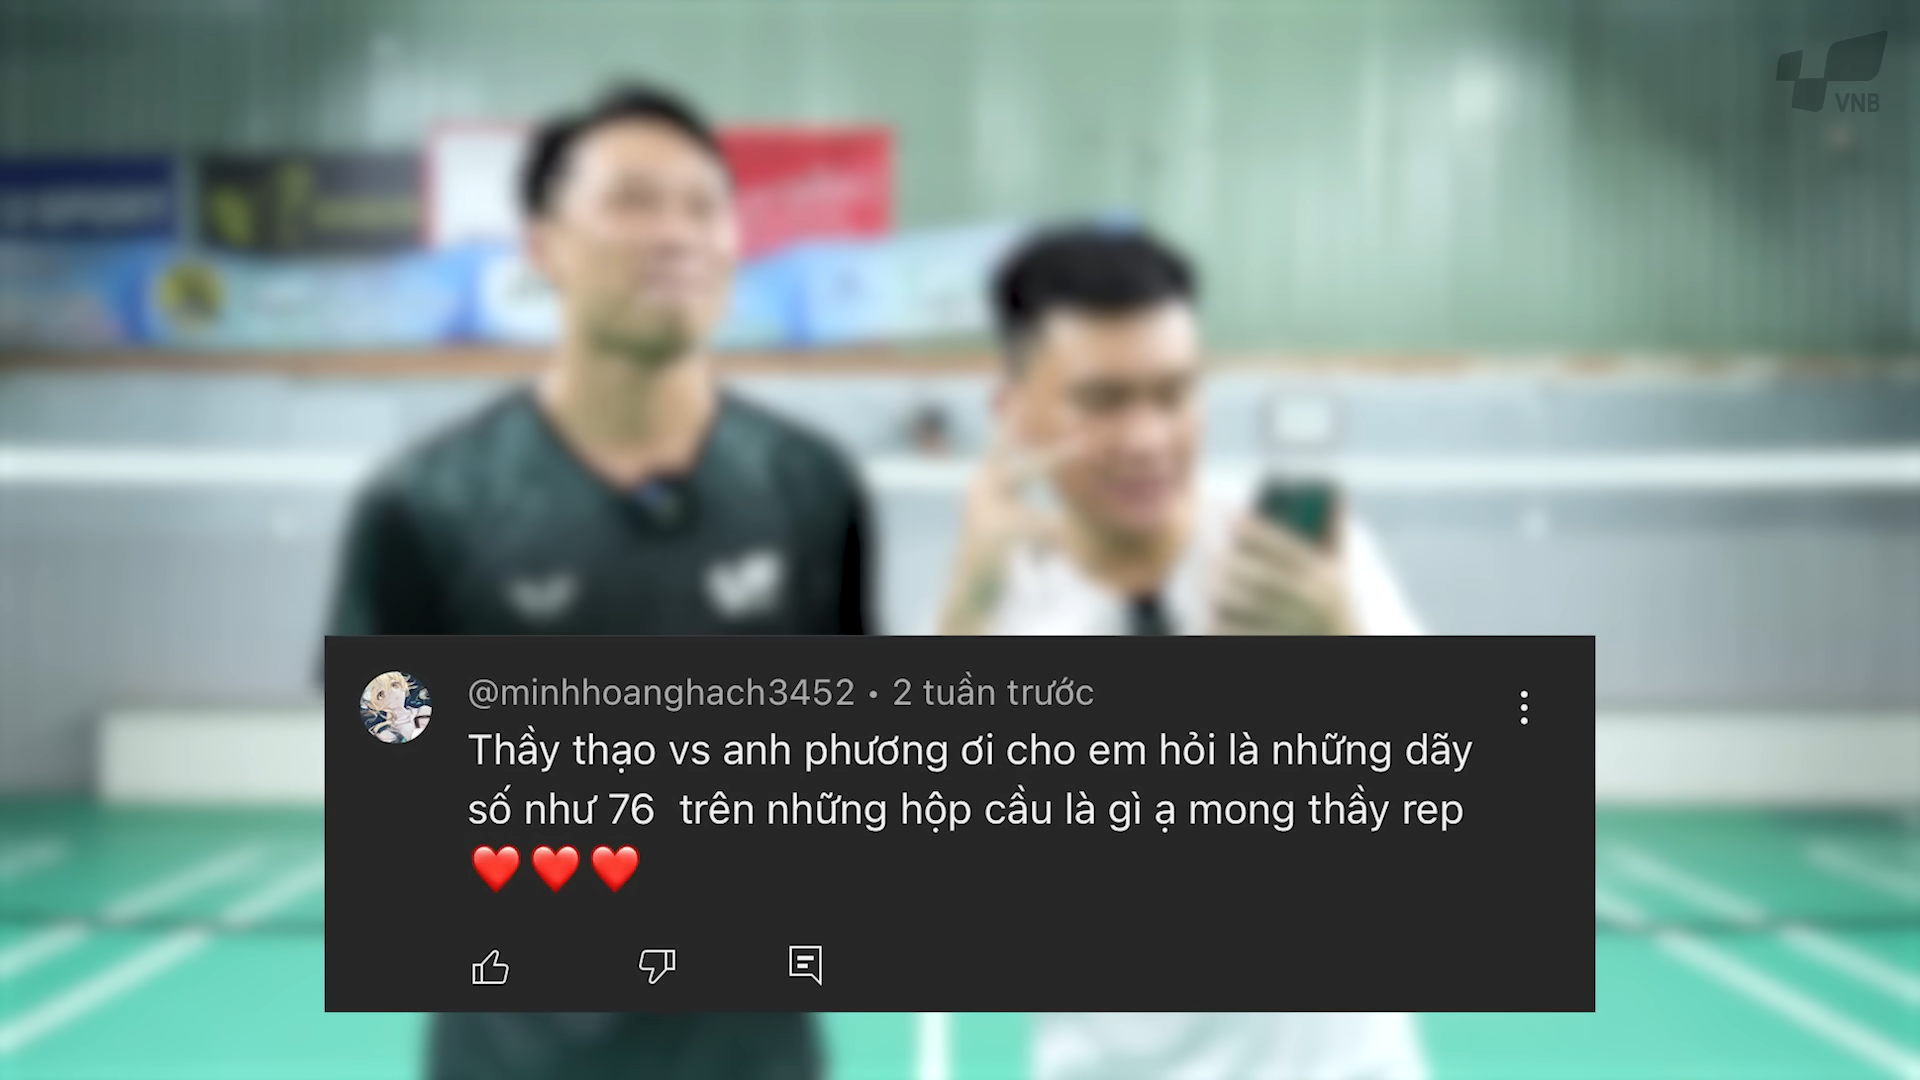 VNB
@minhhoanghach3452 • 2 tuần trước
Thầy thạo vs anh phương ơi cho em hỏi là những dãy
số như 76  trên những hộp cầu là gì ạ mong thầy rep
❤️❤️❤️